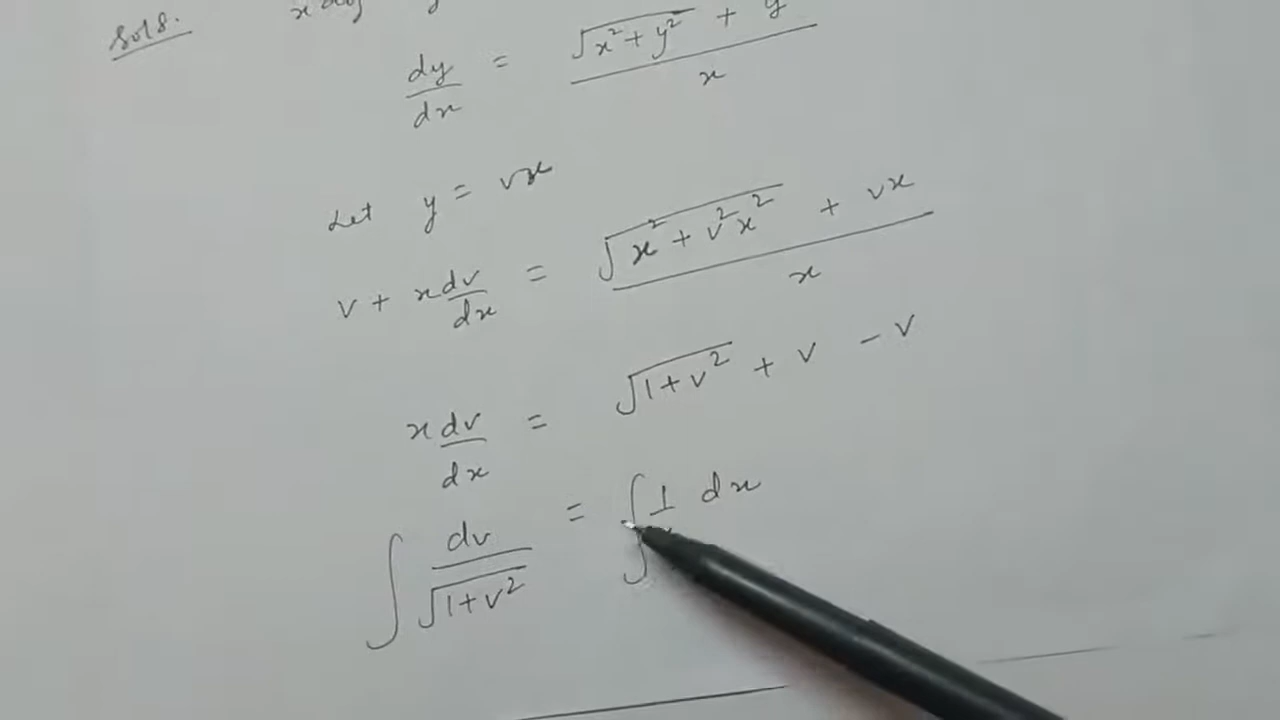 Sol8.
dy/dx = (√(x² + y²) + y)/x
Let y = vx
v + x dv/dx = (√(x² + v²x²) + vx)/x
x dv/dx = √(1 + v²) + v - v
∫ dv/√(1 + v²) = ∫ 1 dx